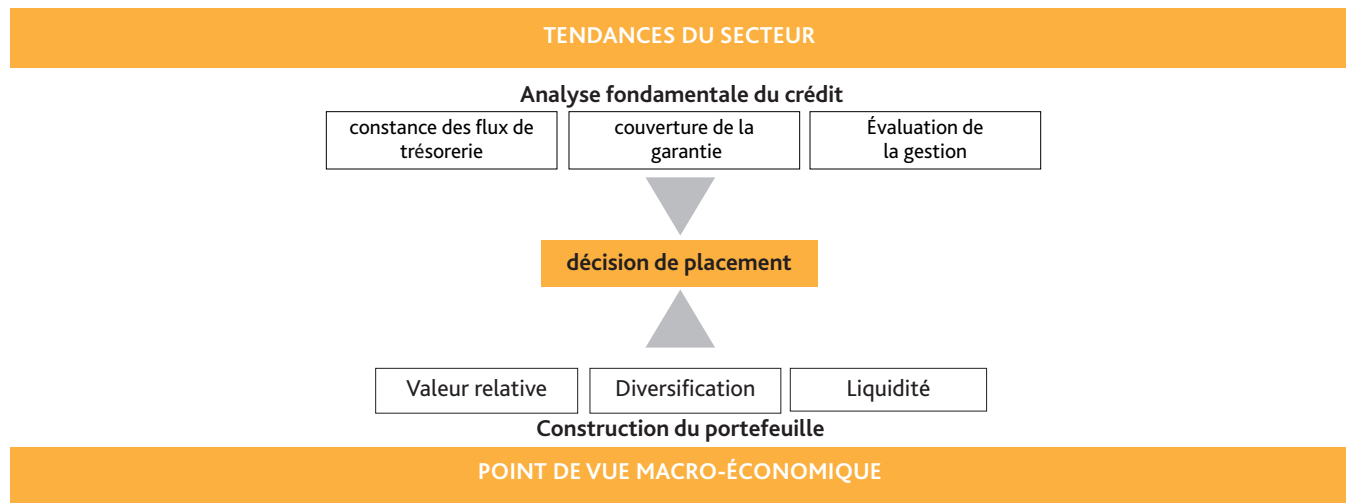 TENDANCES DU SECTEUR
Analyse fondamentale du crédit
constance des flux de
trésorerie
couverture de la
garantie
Évaluation de
la gestion
décision de placement
Valeur relative
Diversification
Liquidité
Construction du portefeuille
POINT DE VUE MACRO-ÉCONOMIQUE